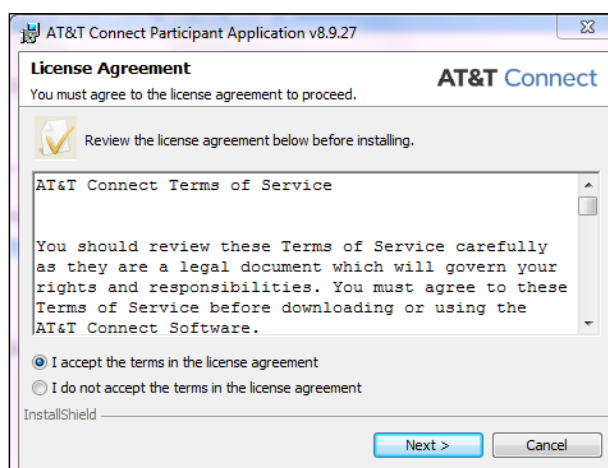 AT&T Connect Participant Application v8.9.27
License Agreement
You must agree to the license agreement to proceed.
AT&T Connect
Review the license agreement below before installing.
AT&T Connect Terms of Service
You should review these Terms of Service carefully
as they are a legal document which will govern your
rights and responsibilities. You must agree to these
Terms of Service before downloading or using the
AT&T Connect Software.
I accept the terms in the license agreement
I do not accept the terms in the license agreement
InstallShield
Next >
Cancel